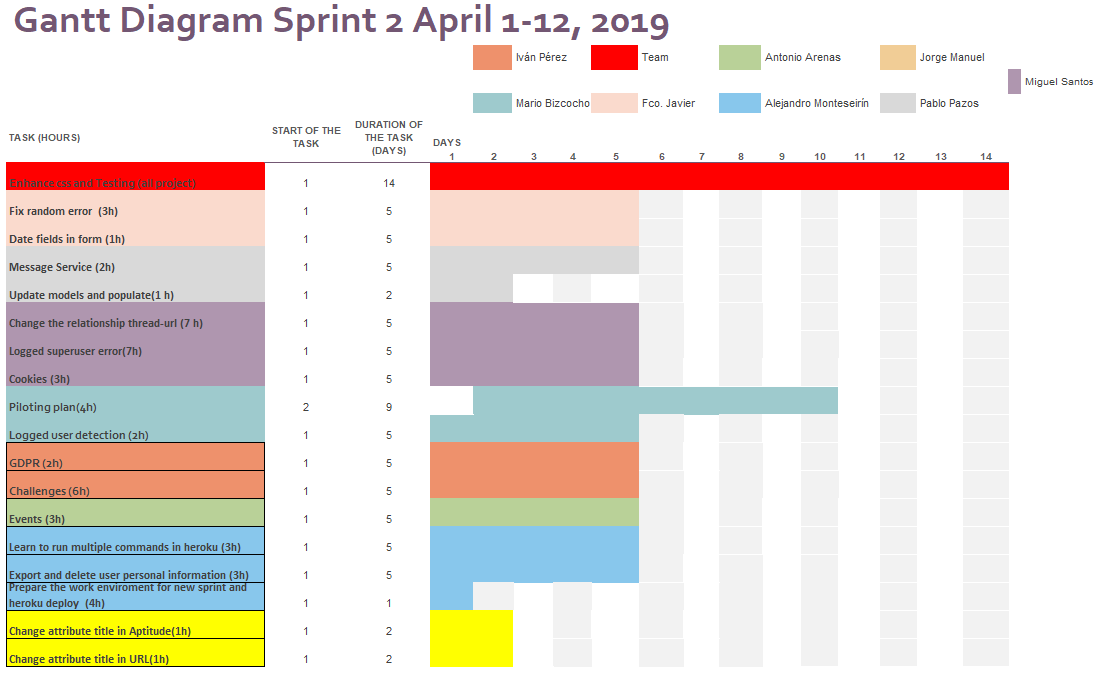 Gantt Diagram Sprint 2 April 1-12, 2019
Iván Pérez
Team
Antonio Arenas
Jorge Manuel
Miguel Santos
Mario Bizcocho
Fco. Javier
Alejandro Monteseirín
Pablo Pazos
TASK (HOURS)
START OF THE
TASK
DURATION OF
THE TASK
(DAYS)
DAYS
1 2 3 4 5 6 7 8 9 10 11 12 13 14
Enhance css and Testing (all project) 1 14
Fix random error (3h) 1 5
Date fields in form (1h) 1 5
Message Service (2h) 1 5
Update models and populate(1 h) 1 2
Change the relationship thread-url (7 h) 1 5
Logged superuser error(7h) 1 5
Cookies (3h) 1 5
Piloting plan(4h) 2 9
Logged user detection (2h) 1 5
GDPR (2h) 1 5
Challenges (6h) 1 5
Events (3h) 1 5
Learn to run multiple commands in heroku (3h) 1 5
Export and delete user personal information (3h) 1 5
Prepare the work enviroment for new sprint and
heroku deploy (4h) 1 1
Change attribute title in Aptitude(1h) 1 2
Change attribute title in URL(1h) 1 2